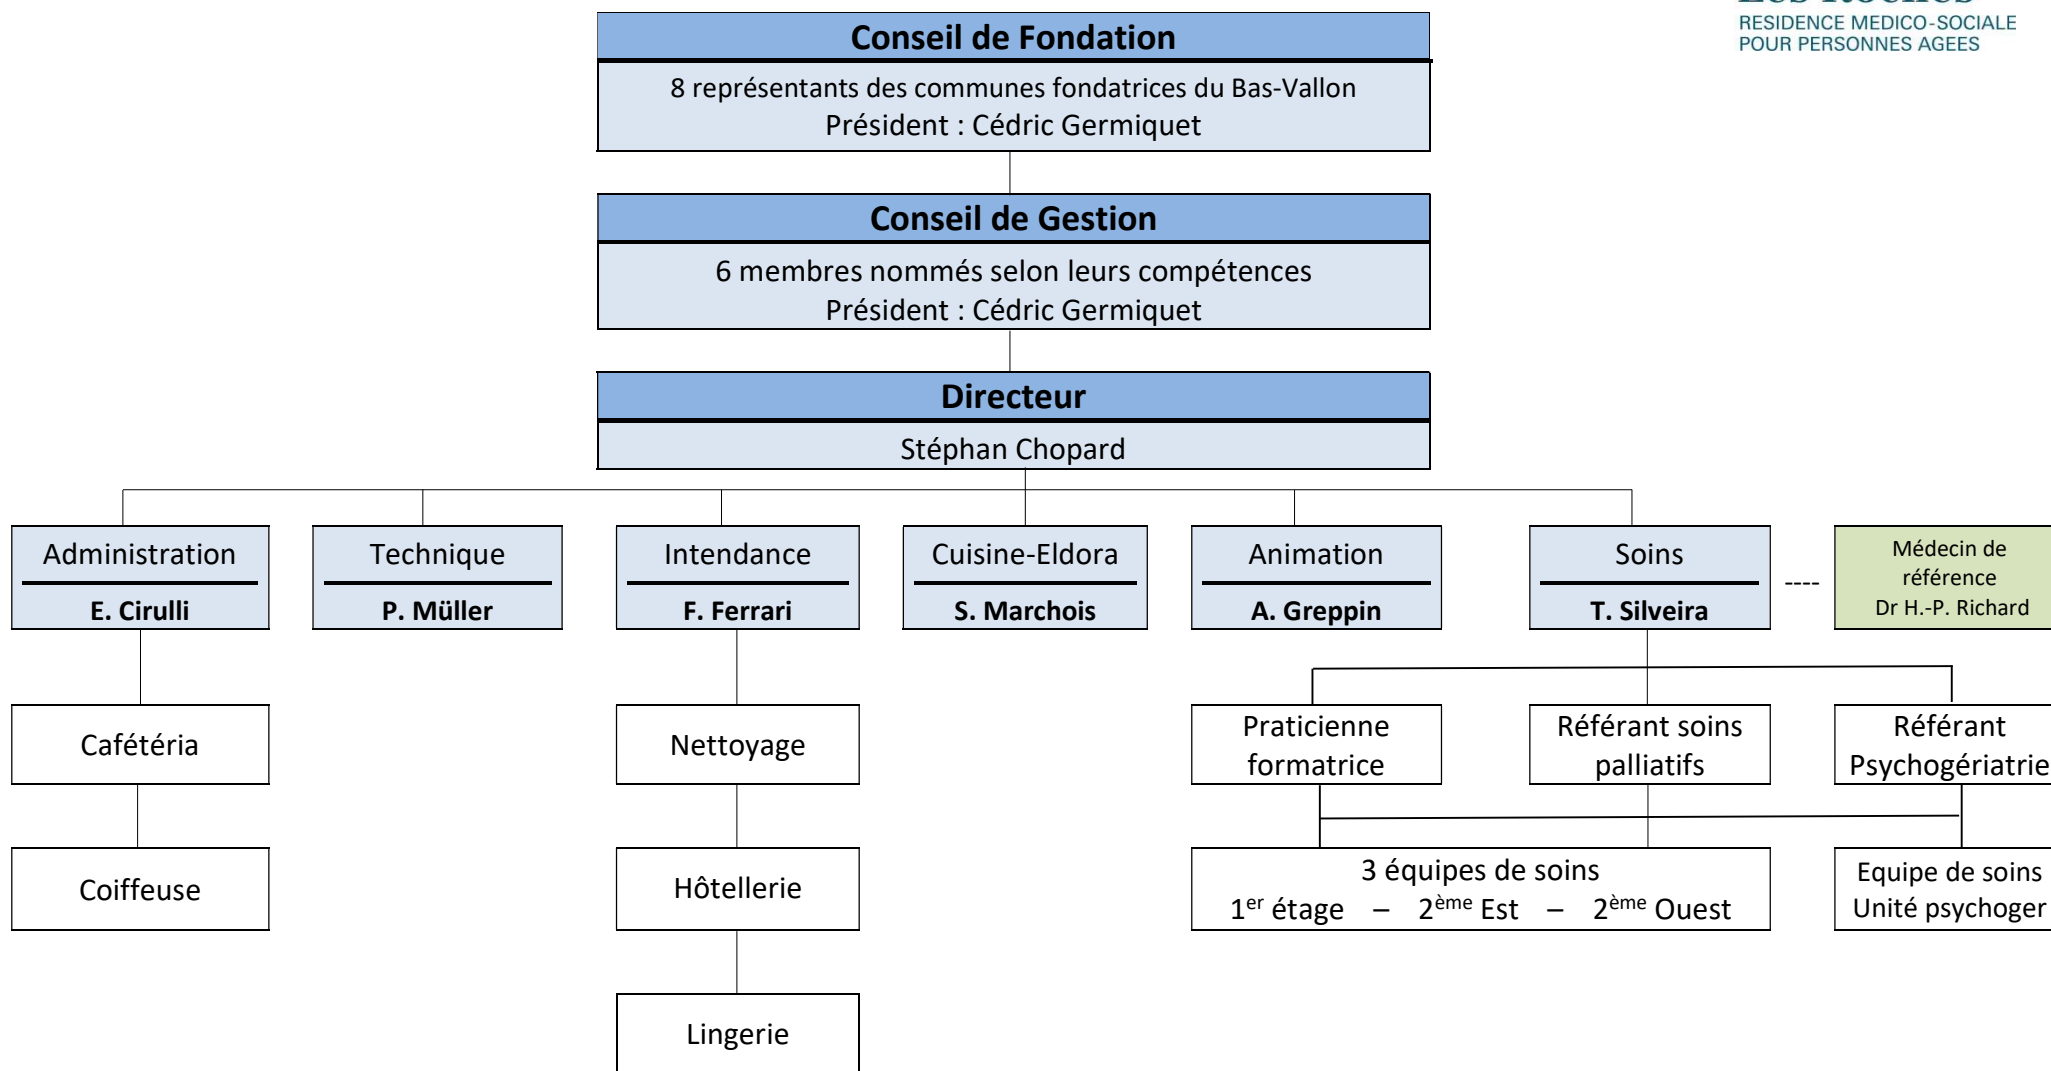 Les Roches
RESIDENCE MEDICO-SOCIALE
POUR PERSONNES AGEES
Conseil de Fondation
8 représentants des communes fondatrices du Bas-Vallon
Président : Cédric Germiquet
Conseil de Gestion
6 membres nommés selon leurs compétences
Président : Cédric Germiquet
Directeur
Stéphan Chopard
Administration
E. Cirulli
Technique
P. Müller
Intendance
F. Ferrari
Cuisine-Eldora
S. Marchois
Animation
A. Greppin
Soins
T. Silveira
----
Médecin de
référence
Dr H.-P. Richard
Cafétéria
Nettoyage
Praticienne
formatrice
Référant soins
palliatifs
Référant
Psychogériatrie
Coiffeuse
Hôtellerie
3 équipes de soins
1er étage – 2ème Est – 2ème Ouest
Equipe de soins
Unité psychoger
Lingerie